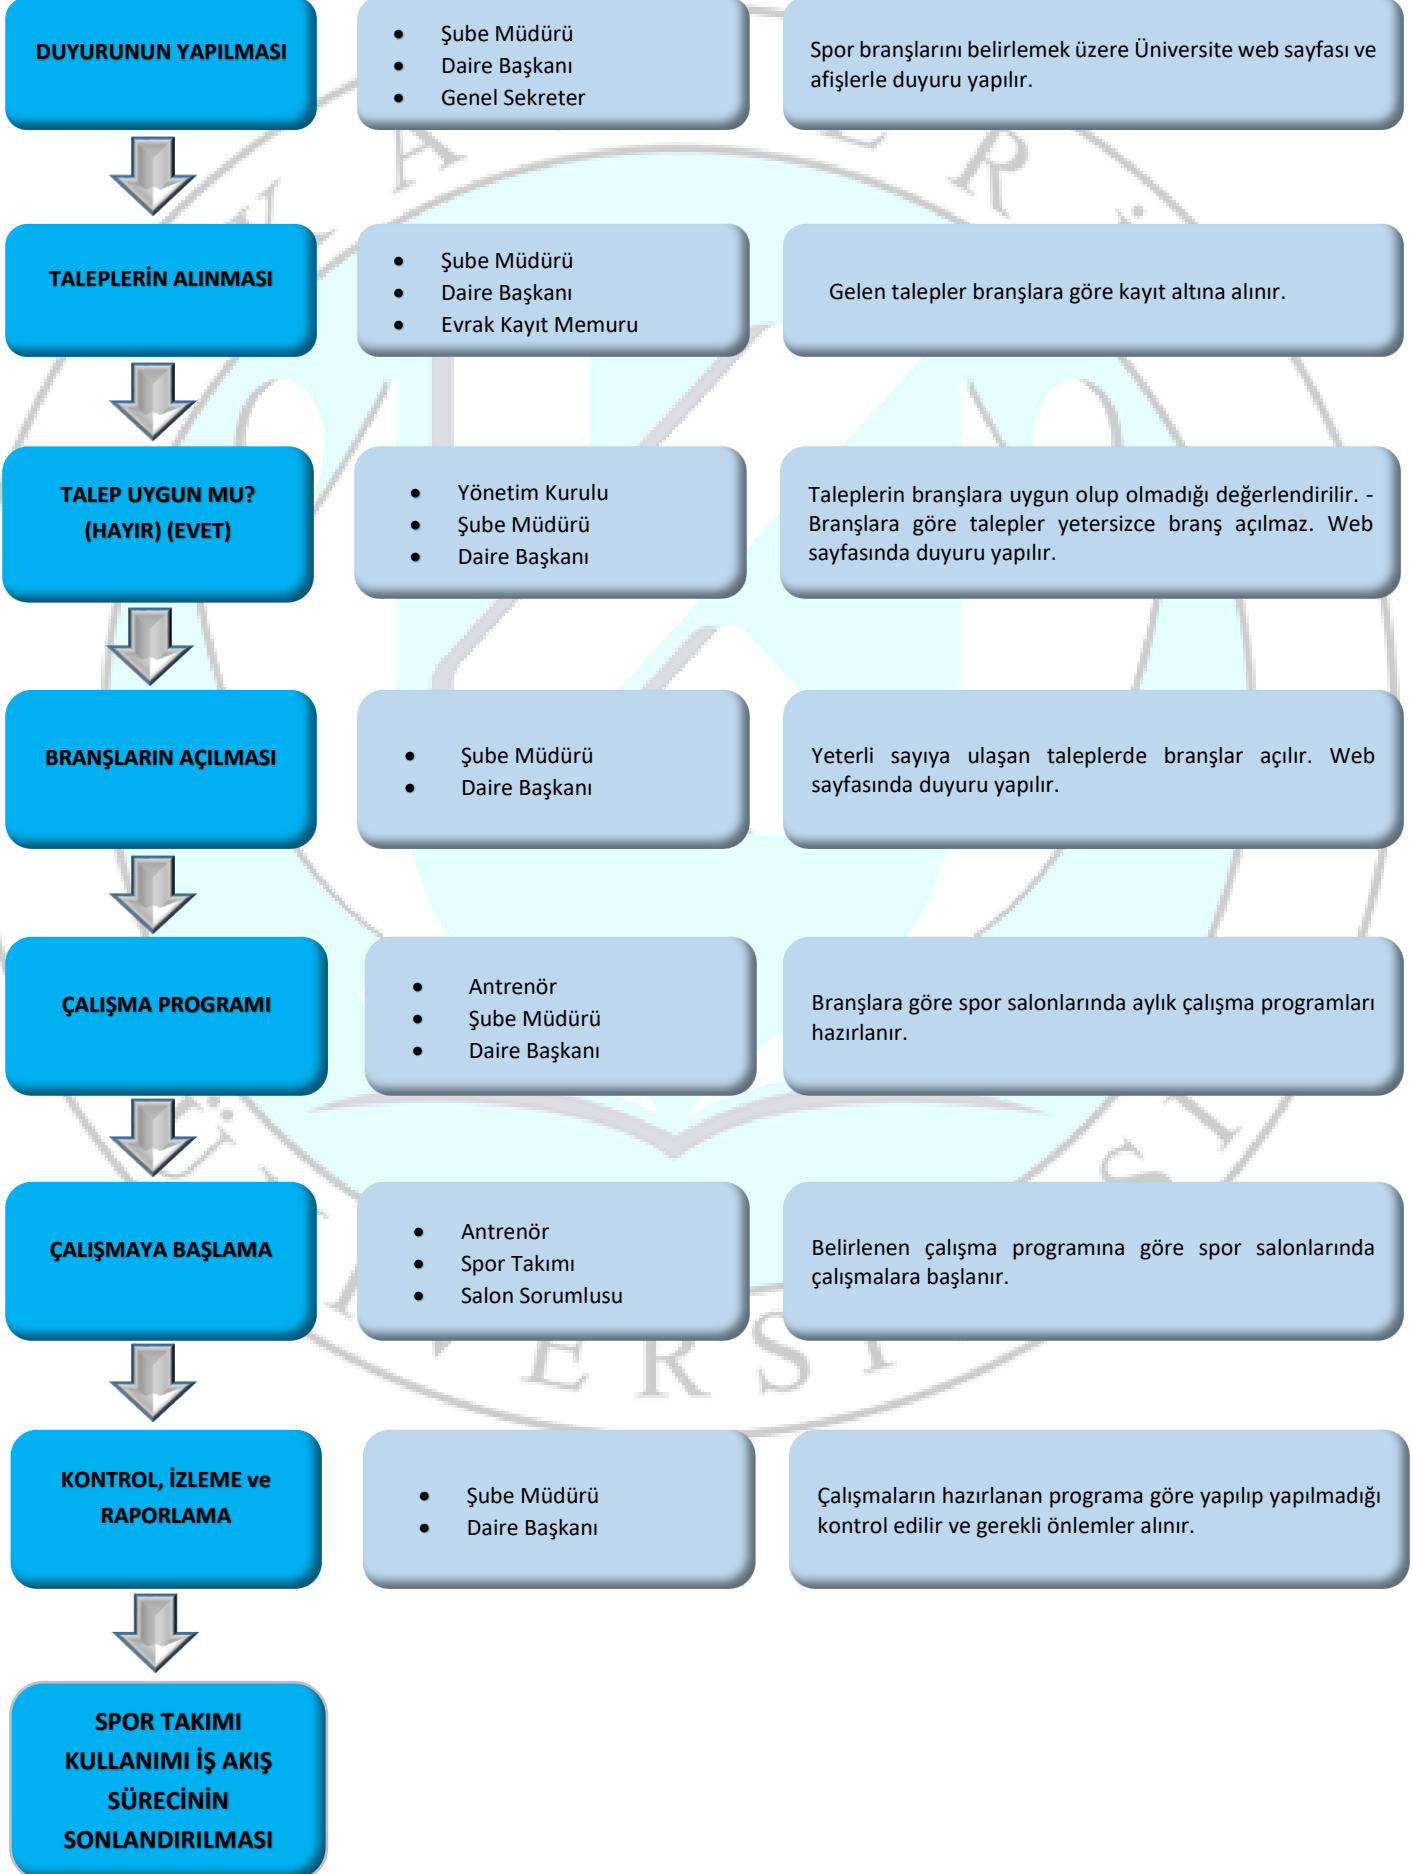 DUYURUNUN YAPILMASI
Şube Müdürü
Daire Başkanı
Genel Sekreter
Spor branşlarını belirlemek üzere Üniversite web sayfası ve
afişlerle duyuru yapılır.
TALEPLERİN ALINMASI
Şube Müdürü
Daire Başkanı
Evrak Kayıt Memuru
Gelen talepler branşlara göre kayıt altına alınır.
TALEP UYGUN MU?
(HAYIR) (EVET)
Yönetim Kurulu
Şube Müdürü
Daire Başkanı
Taleplerin branşlara uygun olup olmadığı değerlendirilir. -
Branşlara göre talepler yetersizce branş açılmaz. Web
sayfasında duyuru yapılır.
BRANŞLARIN AÇILMASI
Şube Müdürü
Daire Başkanı
Yeterli sayıya ulaşan taleplerde branşlar açılır. Web
sayfasında duyuru yapılır.
ÇALIŞMA PROGRAMI
Antrenör
Şube Müdürü
Daire Başkanı
Branşlara göre spor salonlarında aylık çalışma programları
hazırlanır.
ÇALIŞMAYA BAŞLAMA
Antrenör
Spor Takımı
Salon Sorumlusu
Belirlenen çalışma programına göre spor salonlarında
çalışmalara başlanır.
KONTROL, İZLEME ve
RAPORLAMA
Şube Müdürü
Daire Başkanı
Çalışmaların hazırlanan programa göre yapılıp yapılmadığı
kontrol edilir ve gerekli önlemler alınır.
SPOR TAKIMI
KULLANIMI İŞ AKIŞ
SÜRECİNİN
SONLANDIRILMASI